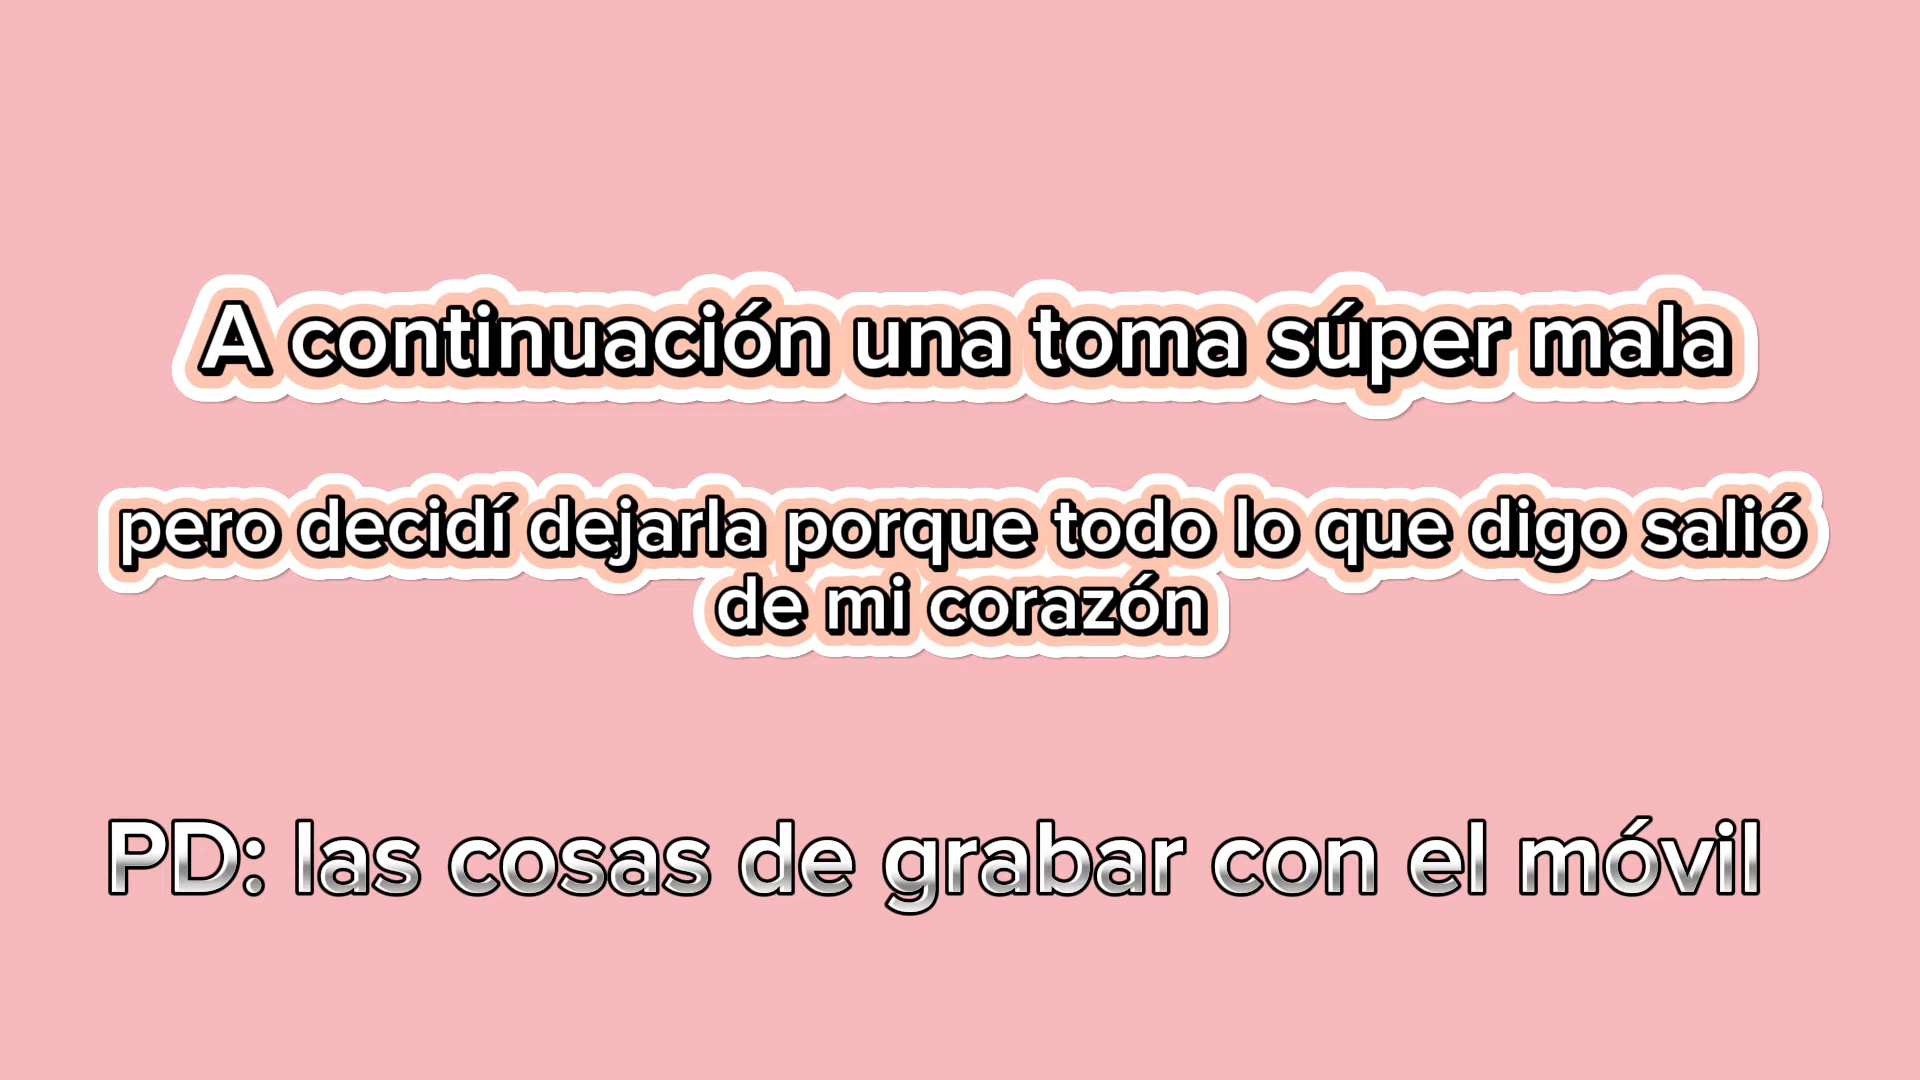 A continuación una toma súper mala
pero decidí dejarla porque todo lo que digo salió
de mi corazón
PD: las cosas de grabar con el móvil